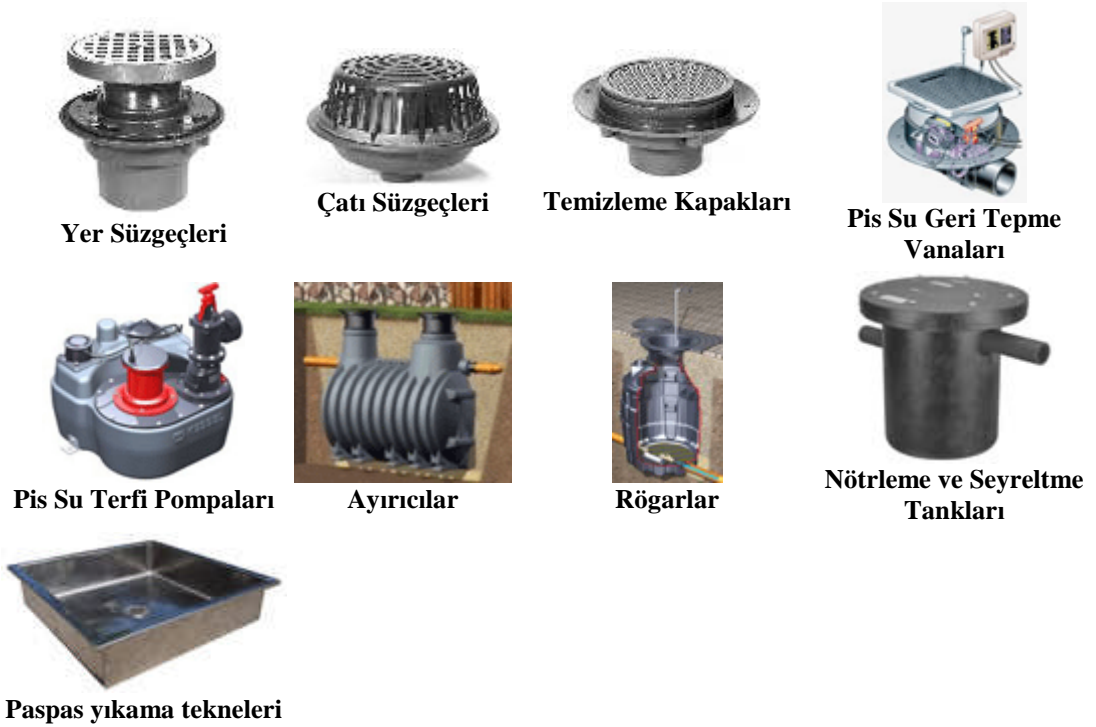 Yer Süzgeçleri
Çatı Süzgeçleri
Temizleme Kapakları
Pis Su Geri Tepme
Vanaları
Pis Su Terfi Pompaları
Ayırıcılar
Rögarlar
Nötrleme ve Seyreltme
Tankları
Paspas yıkama tekneleri